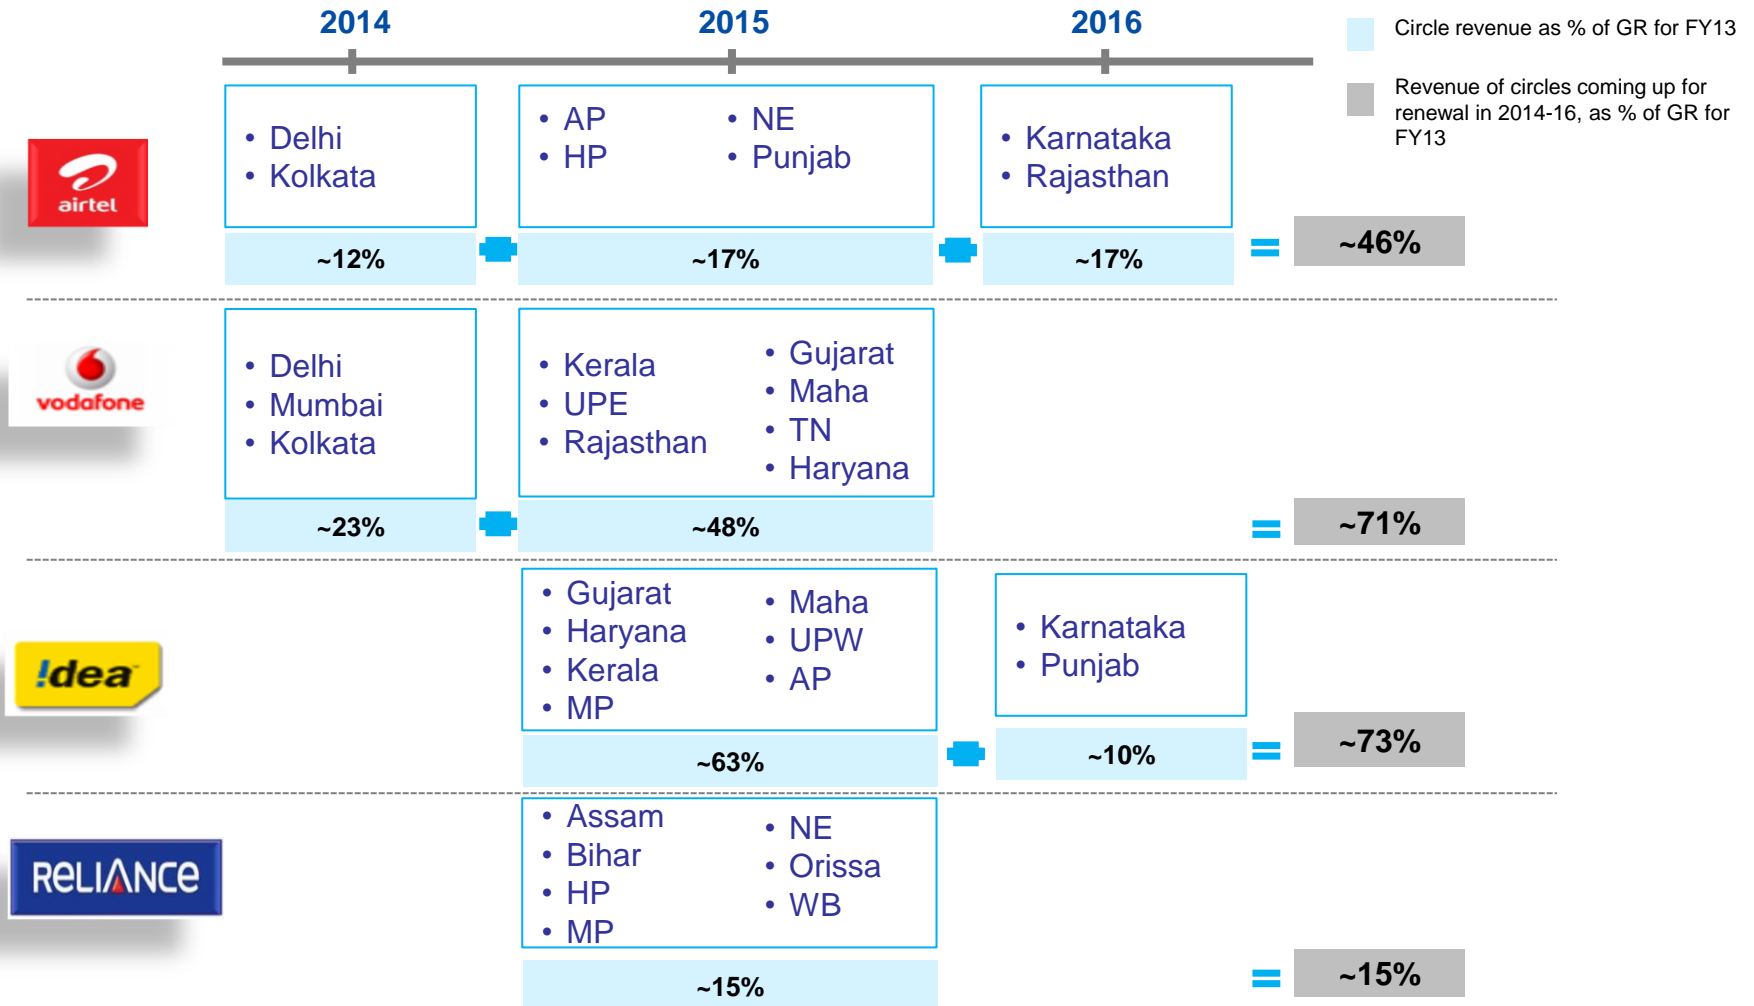 2014
2015
2016
Circle revenue as % of GR for FY13
Revenue of circles coming up for
renewal in 2014-16, as % of GR for
FY13
airtel
• Delhi
• Kolkata
• AP
• HP
• NE
• Punjab
• Karnataka
• Rajasthan
~12%
~17%
~17%
=
~46%
vodafone
• Delhi
• Mumbai
• Kolkata
• Kerala
• UPE
• Rajasthan
• Gujarat
• Maha
• TN
• Haryana
~23%
~48%
=
~71%
!dea
• Gujarat
• Haryana
• Kerala
• MP
• Maha
• UPW
• AP
• Karnataka
• Punjab
~63%
~10%
=
~73%
RELIANCE
• Assam
• Bihar
• HP
• MP
• NE
• Orissa
• WB
~15%
=
~15%